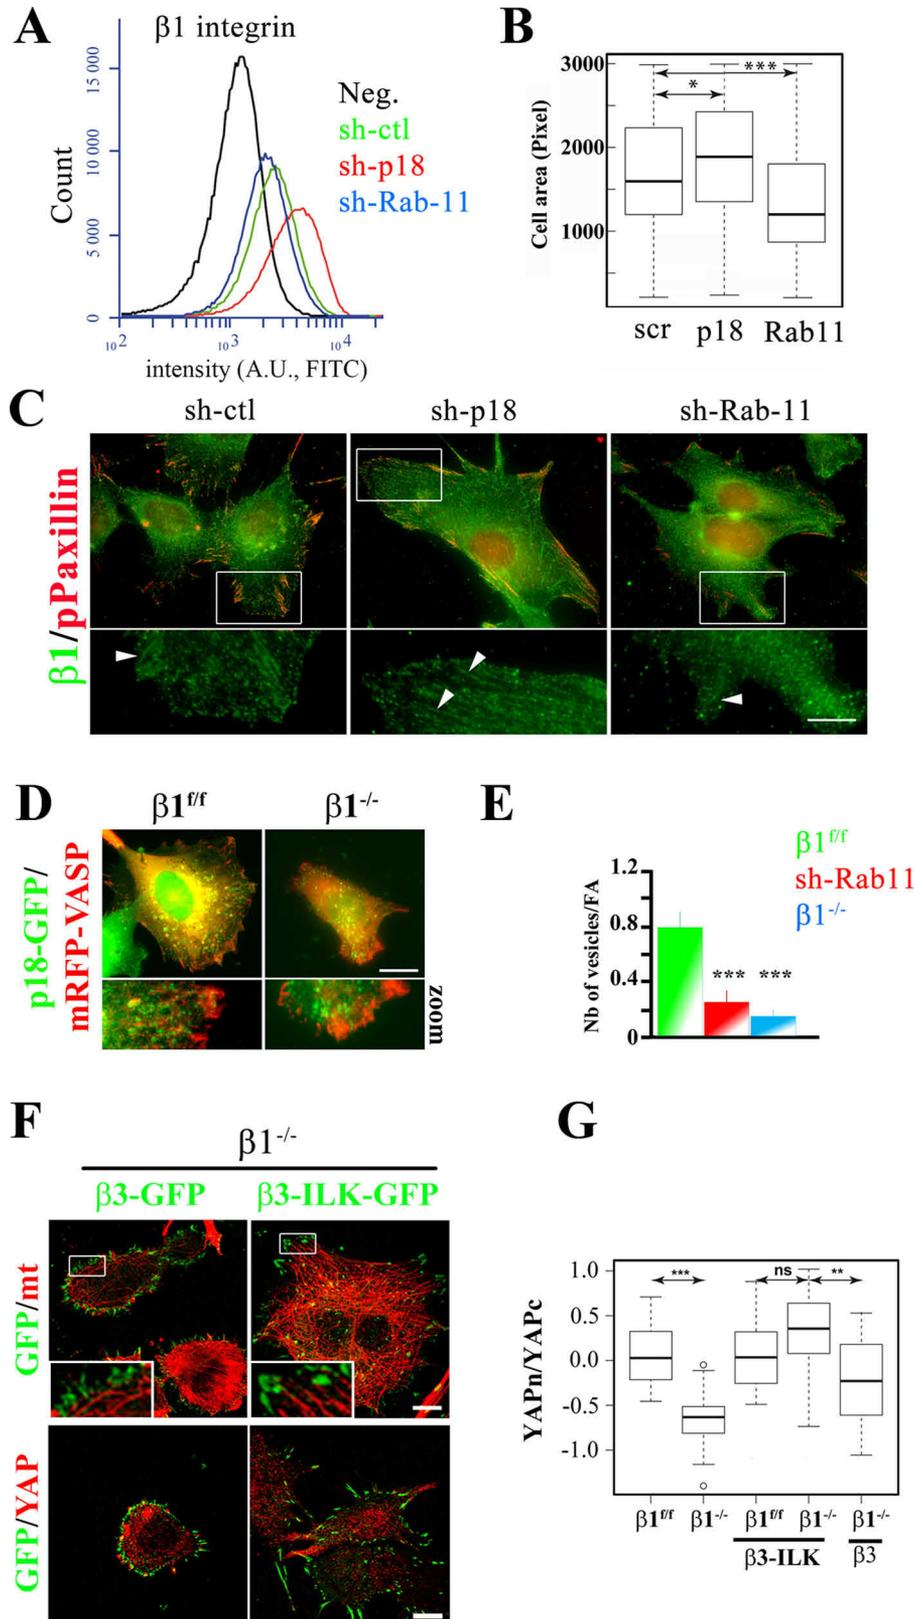 A
β1 integrin
Count
15 000
10 000
5 000
0
10² 10³ 10⁴
intensity (A.U., FITC)
Neg.
sh-ctl
sh-p18
sh-Rab-11
B
Cell area (Pixel)
3000
2000
1000
***
*
scr p18 Rab11
C
sh-ctl sh-p18 sh-Rab-11
β1/pPaxillin
D
β1f/f β1-/-
p18-GFP/
mRFP-VASP
zoom
E
β1f/f
sh-Rab11
β1-/-
Nb of vesicles/FA
1.2
0.8
0.4
0
*** ***
F
β1-/-
β3-GFP β3-ILK-GFP
GFP/mt
GFP/YAP
G
YAPn/YAPc
1.0
0.5
0.0
-0.5
-1.0
*** ns **
β1f/f β1-/- β1f/f β1-/- β1-/-
β3-ILK β3